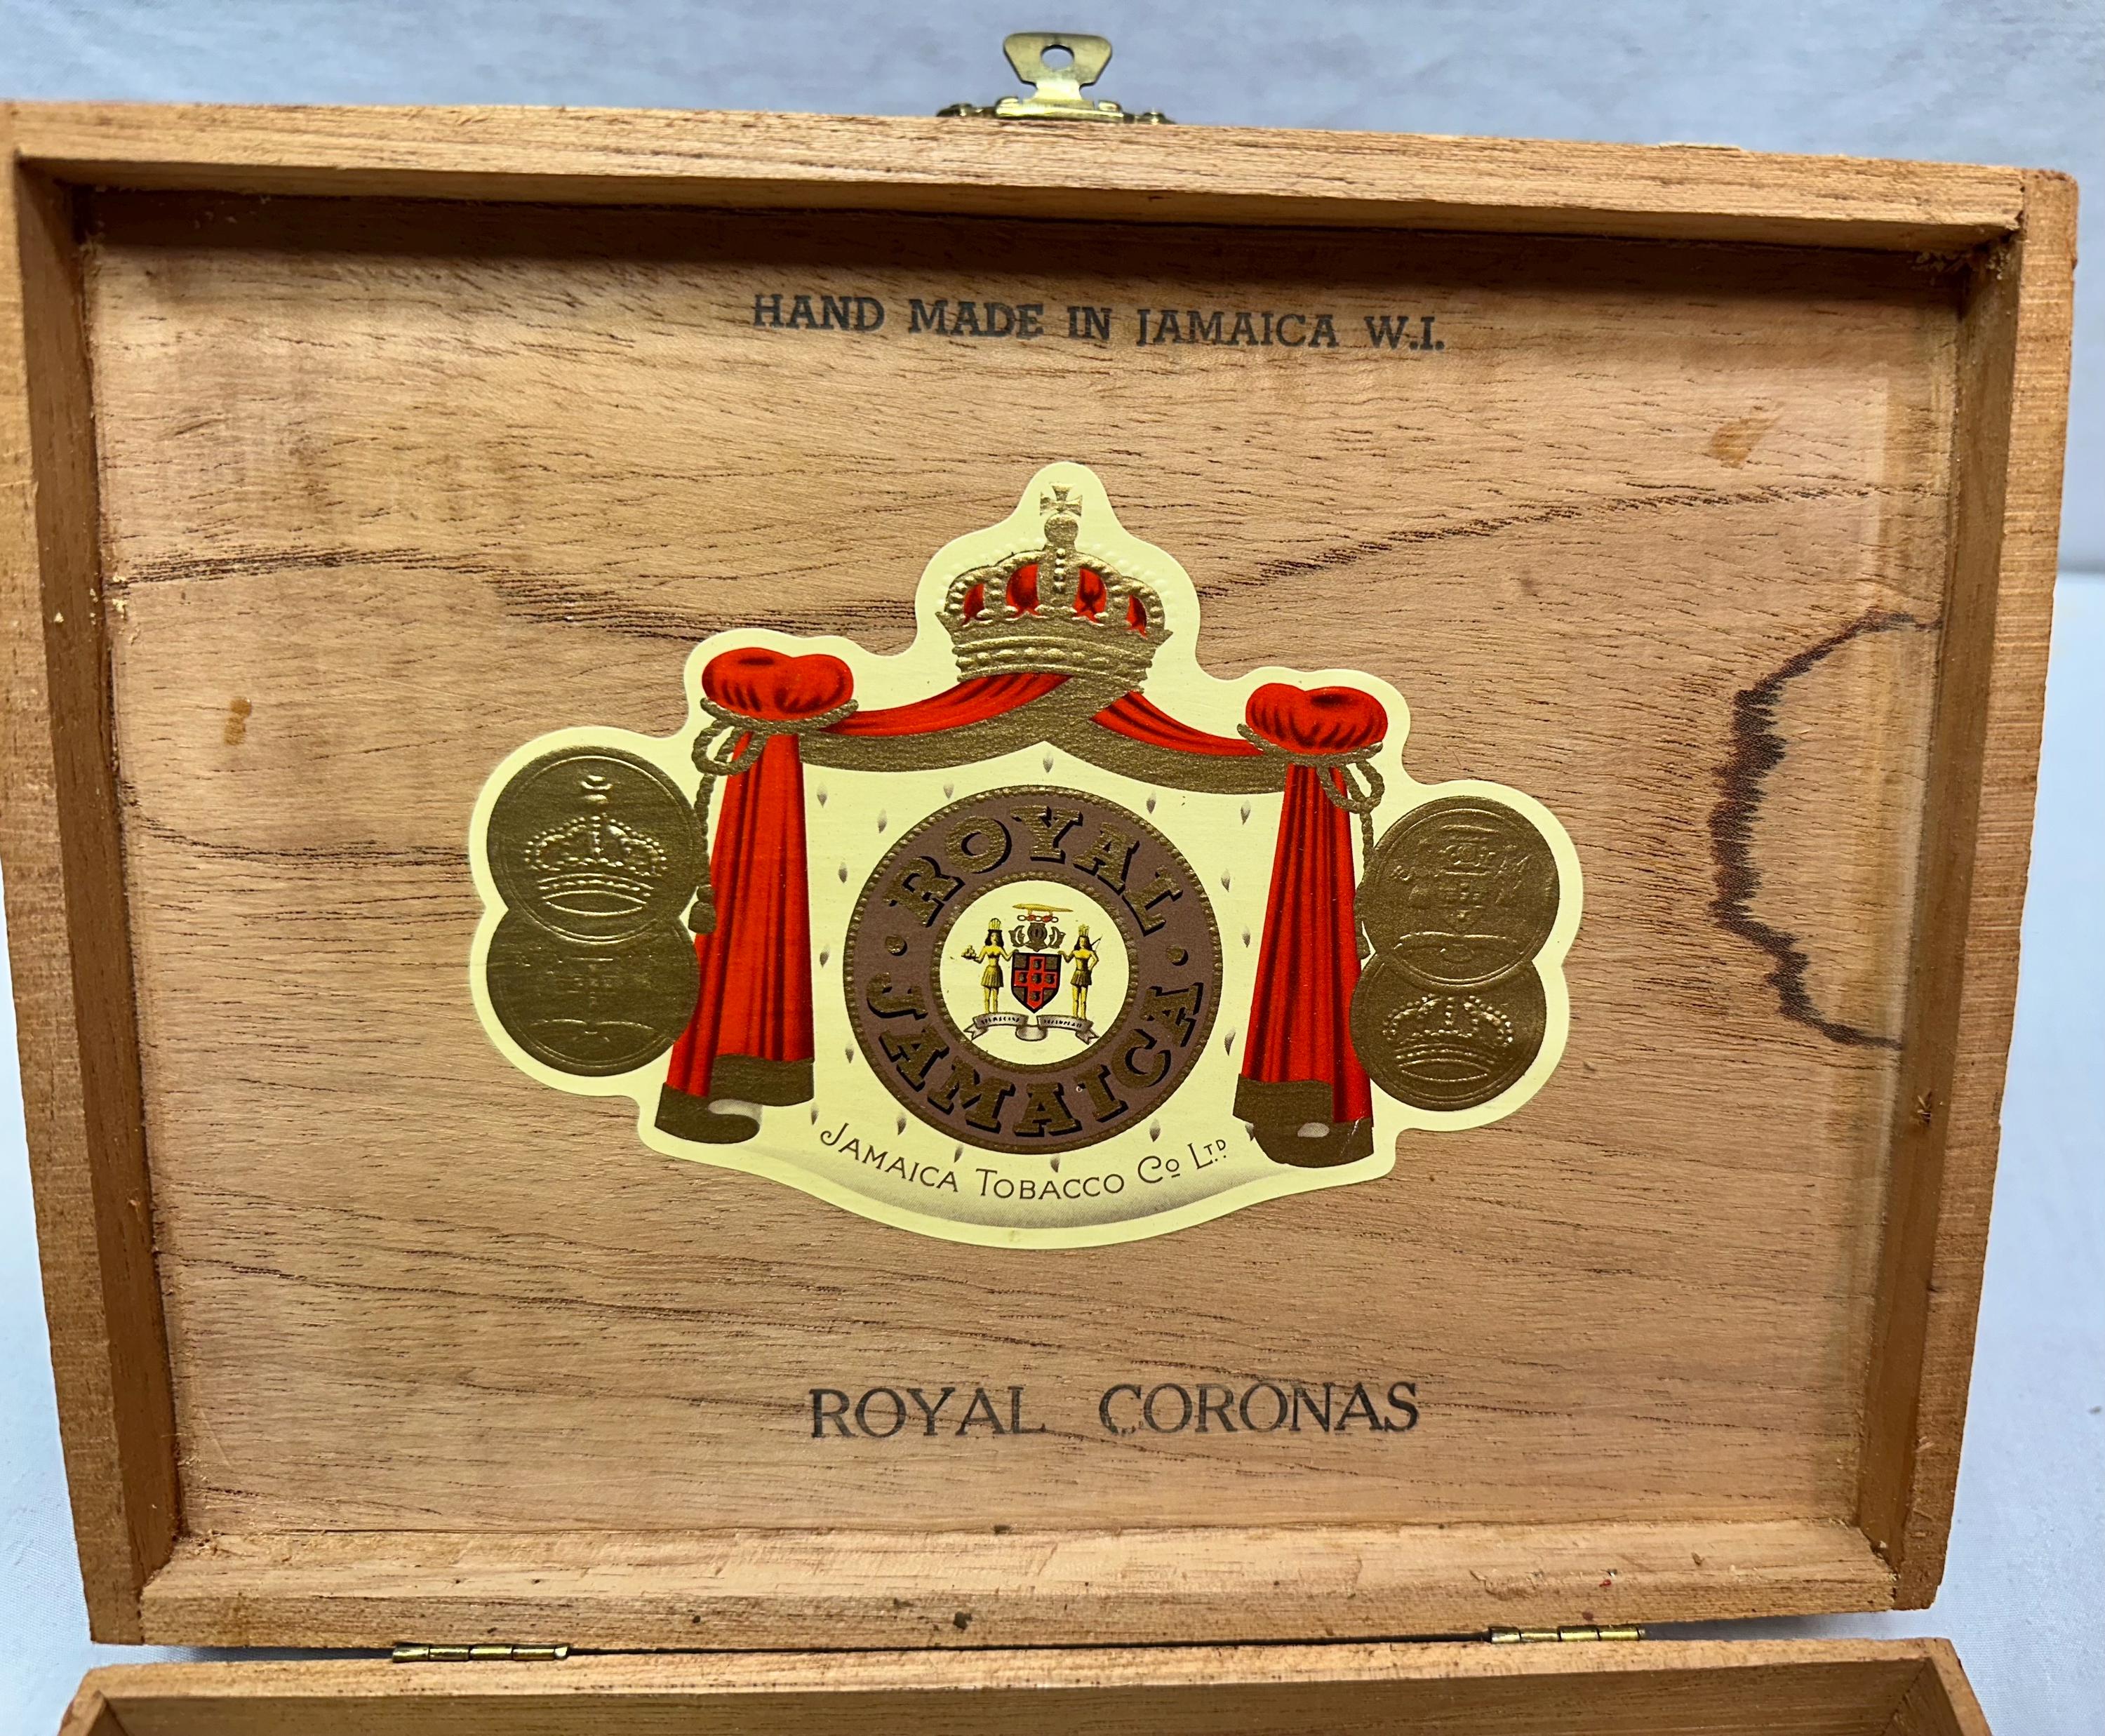 HAND MADE IN JAMAICA W.I.
ROYAL
JAMAICA
JAMAICA TOBACCO Co LTD
ROYAL CORONAS